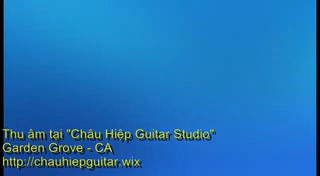 Thu âm tại "Châu Hiệp Guitar Studio"
Garden Grove - CA
http://chauhiepguitar.wix